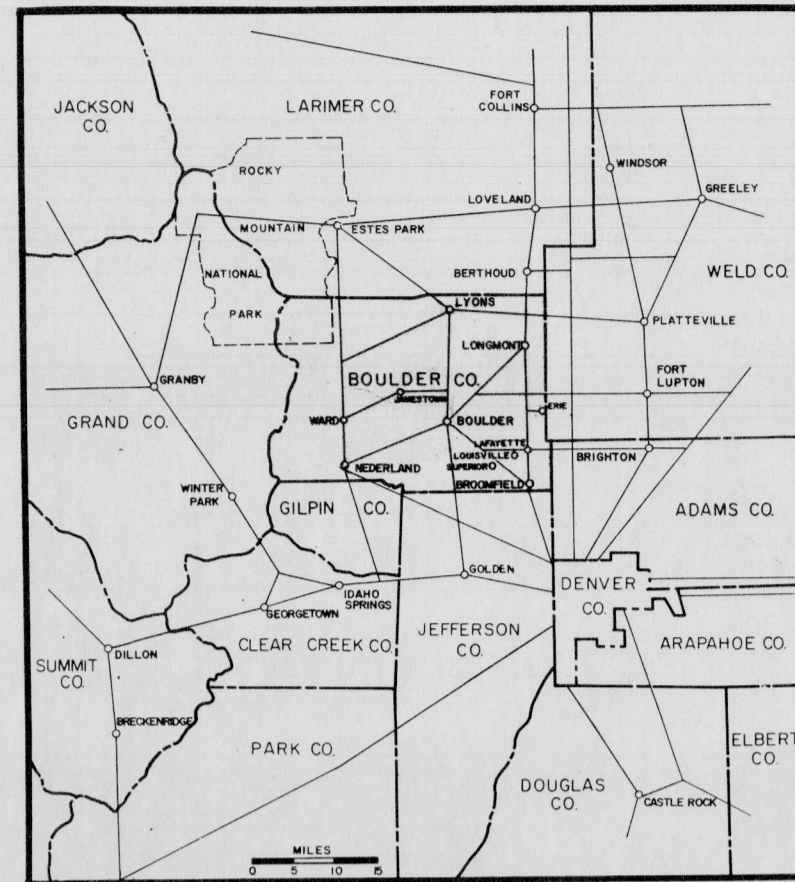 JACKSON
CO.
LARIMER CO.
FORT
COLLINS
ROCKY
WINDSOR
GREELEY
LOVELAND
MOUNTAIN
ESTES PARK
NATIONAL
BERTHOUD
WELD CO.
PARK
LYONS
PLATTEVILLE
LONGMONT
GRANBY
BOULDER CO.
JAMESTOWN
FORT
LUPTON
GRAND CO.
WARD
BOULDER
ERIE
LAFAYETTE
LOUISVILLE
SUPERIOR
BRIGHTON
NEDERLAND
BROOMFIELD
WINTER
PARK
GILPIN CO.
ADAMS CO.
GOLDEN
IDAHO
SPRINGS
DENVER
CO.
GEORGETOWN
CLEAR CREEK CO.
JEFFERSON
CO.
ARAPAHOE CO.
SUMMIT
CO.
DILLON
BRECKENRIDGE
PARK CO.
ELBERT
CO.
DOUGLAS
CO.
CASTLE ROCK
MILES
0 5 10 15